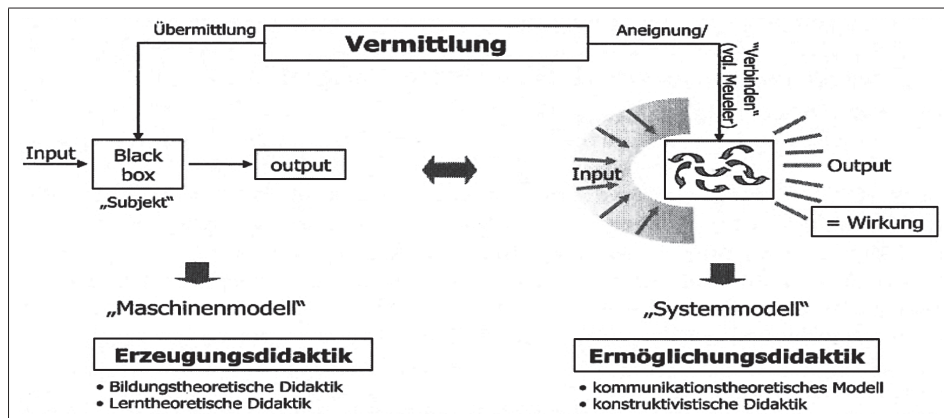 Vermittlung
Übermittlung
Input
Black
box
„Subjekt“
output
„Maschinenmodell“
Erzeugungsdidaktik
• Bildungstheoretische Didaktik
• Lerntheoretische Didaktik
Aneignung/
"Verbinden"
(vgl. Meueler)
Input
Output
= Wirkung
„Systemmodell“
Ermöglichungsdidaktik
• kommunikationstheoretisches Modell
• konstruktivistische Didaktik